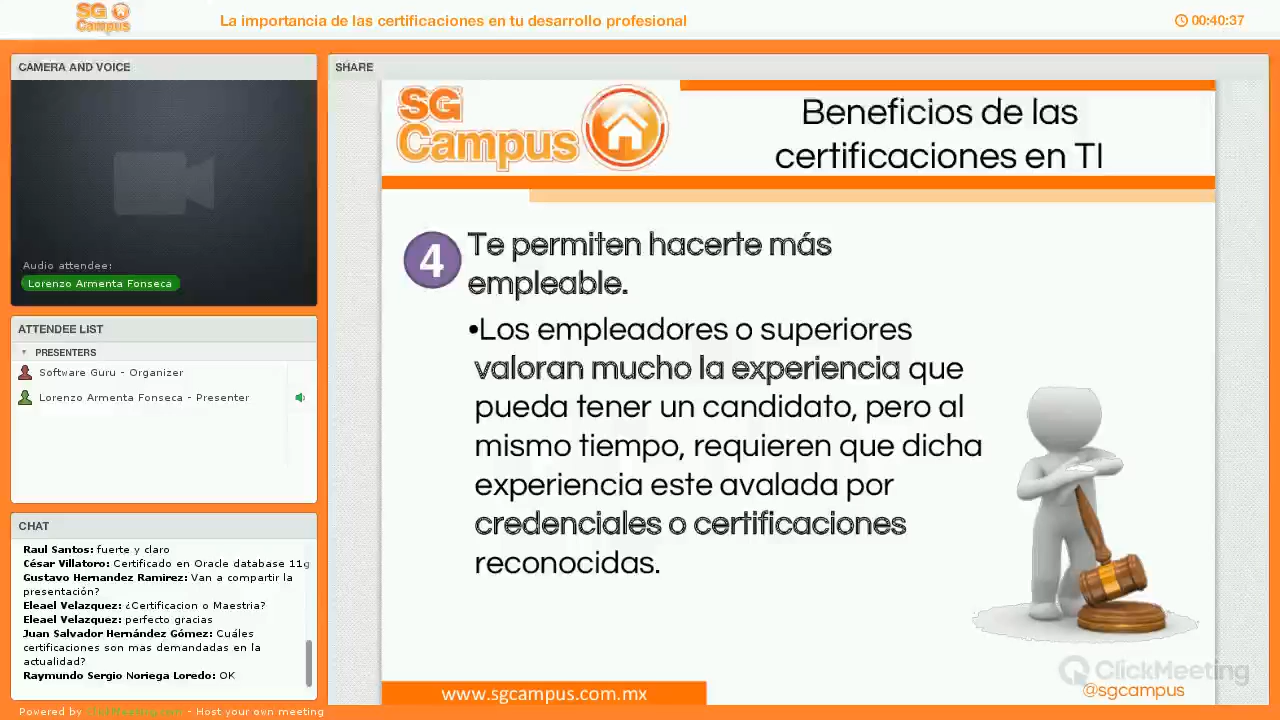 SG
Campus
La importancia de las certificaciones en tu desarrollo profesional
00:40:37
CAMERA AND VOICE
Audio attendee:
Lorenzo Armenta Fonseca
ATTENDEE LIST
PRESENTERS
Software Guru - Organizer
Lorenzo Armenta Fonseca - Presenter
CHAT
Raul Santos: fuerte y claro
César Villatoro: Certificado en Oracle database 11g
Gustavo Hernandez Ramirez: Van a compartir la
presentación?
Eleael Velazquez: ¿Certificacion o Maestria?
Eleael Velazquez: perfecto gracias
Juan Salvador Hernández Gómez: Cuáles
certificaciones son mas demandadas en la
actualidad?
Raymundo Sergio Noriega Loredo: OK
Powered by ClickMeeting.com - Host your own meeting
SHARE
SG
Campus
Beneficios de las
certificaciones en TI
4
Te permiten hacerte más
empleable.
•Los empleadores o superiores
valoran mucho la experiencia que
pueda tener un candidato, pero al
mismo tiempo, requieren que dicha
experiencia este avalada por
credenciales o certificaciones
reconocidas.
www.sgcampus.com.mx
ClickMeeting
@sgcampus